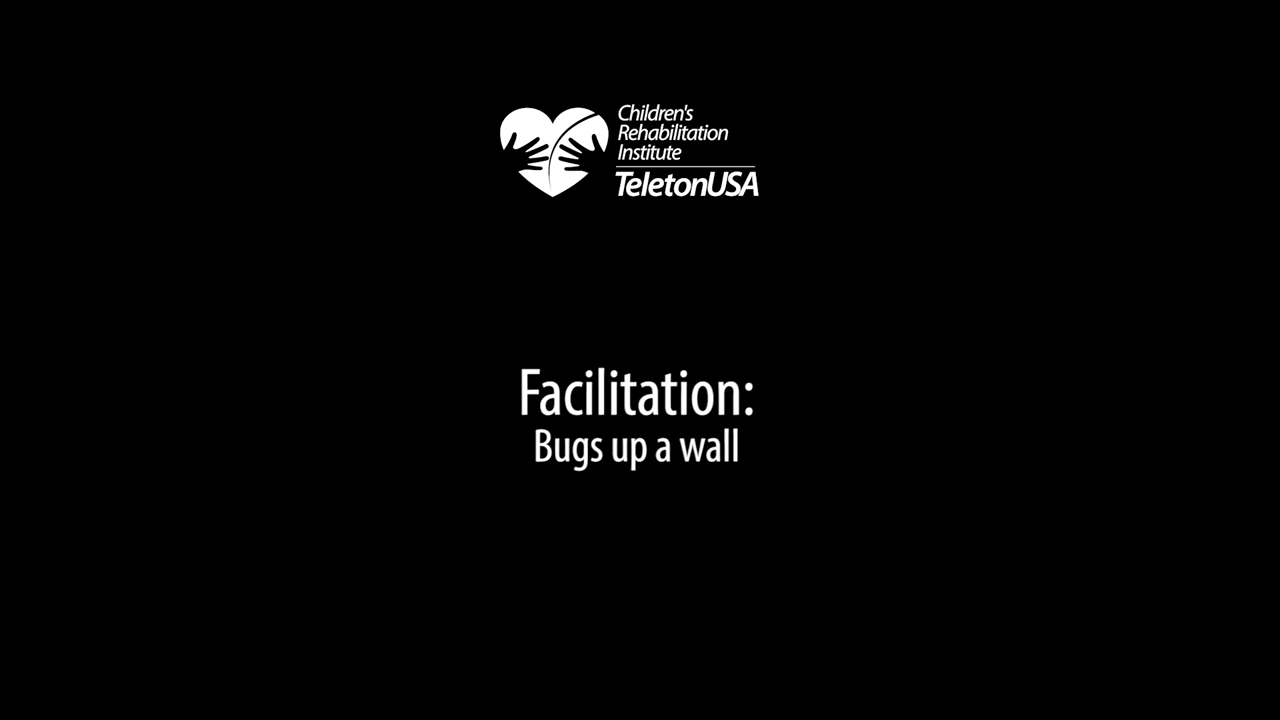 Children's
Rehabilitation
Institute
TeletonUSA
Facilitation:
Bugs up a wall